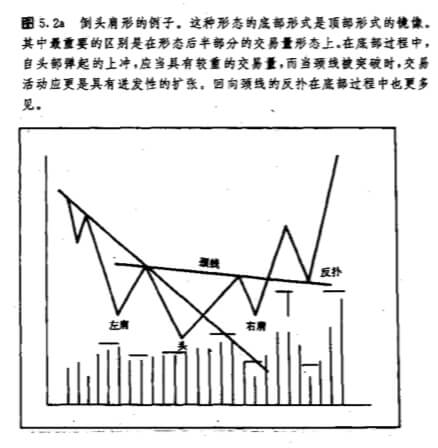 图 5.2a 倒头肩形的例子。这种形态的底部形式是顶部形式的镜像。
其中最重要的区别是在形态后半部分的交易量形态上。在底部过程中，
自头部弹起的上冲，应当具有较重的交易量，而当颈线被突破时，交易
活动应更是具有迸发性的扩张。回向颈线的反扑在底部过程中也更多
见。
颈线
反扑
左肩
右肩
头